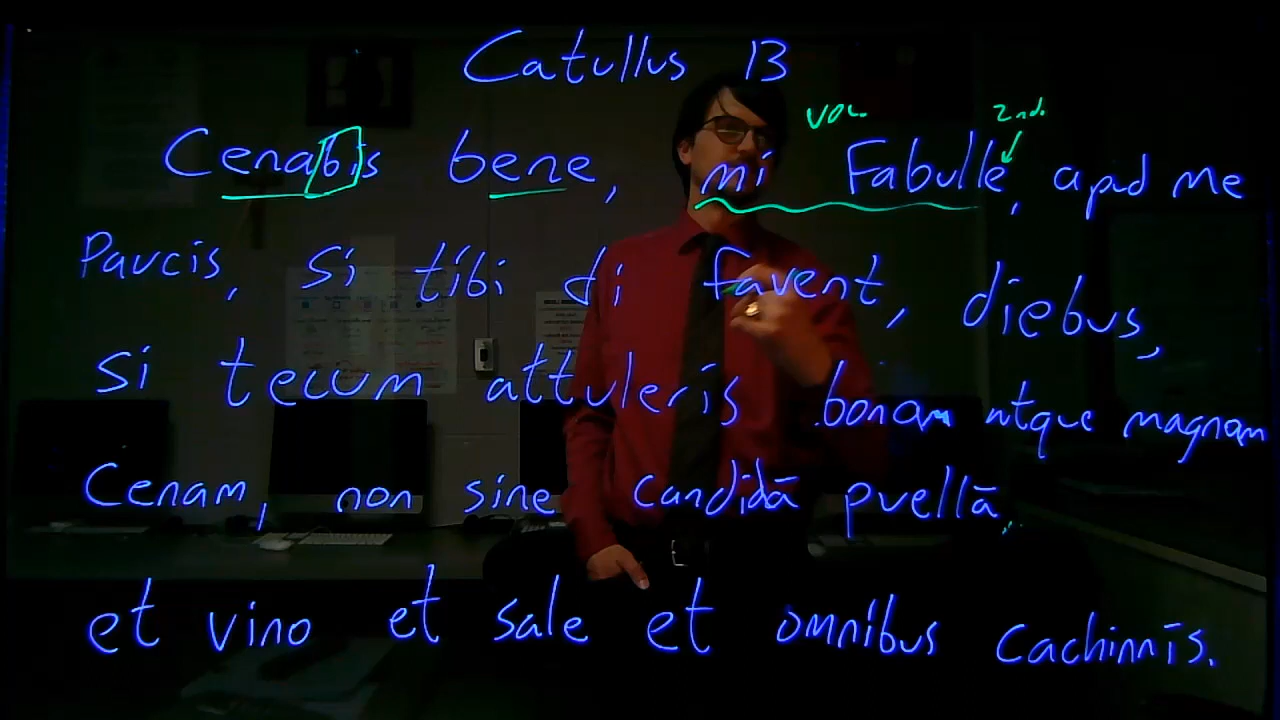 Catullus 13
voc. 2nd.
Cenabis bene, mi Fabulle, apud me
Paucis, si tibi di favent, diebus,
si tecum attuleris bonam atque magnam
Cenam, non sine candidā puellā,
et vino et sale et omnibus cachinnis.